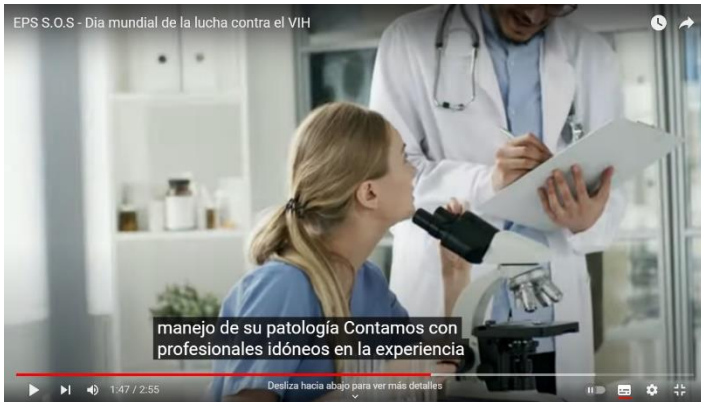 EPS S.O.S - Dia mundial de la lucha contra el VIH
manejo de su patología Contamos con
profesionales idóneos en la experiencia
1:47 / 2:55
Desliza hacia abajo para ver más detalles